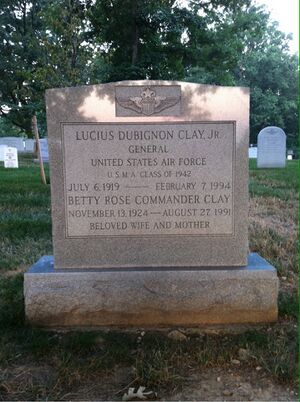 LUCIUS DUBIGNON CLAY, JR.
GENERAL
UNITED STATES AIR FORCE
U.S.M.A. CLASS OF 1942
JULY 6, 1919 — FEBRUARY 7, 1994
BETTY ROSE COMMANDER CLAY
NOVEMBER 13, 1924 — AUGUST 27, 1991
BELOVED WIFE AND MOTHER